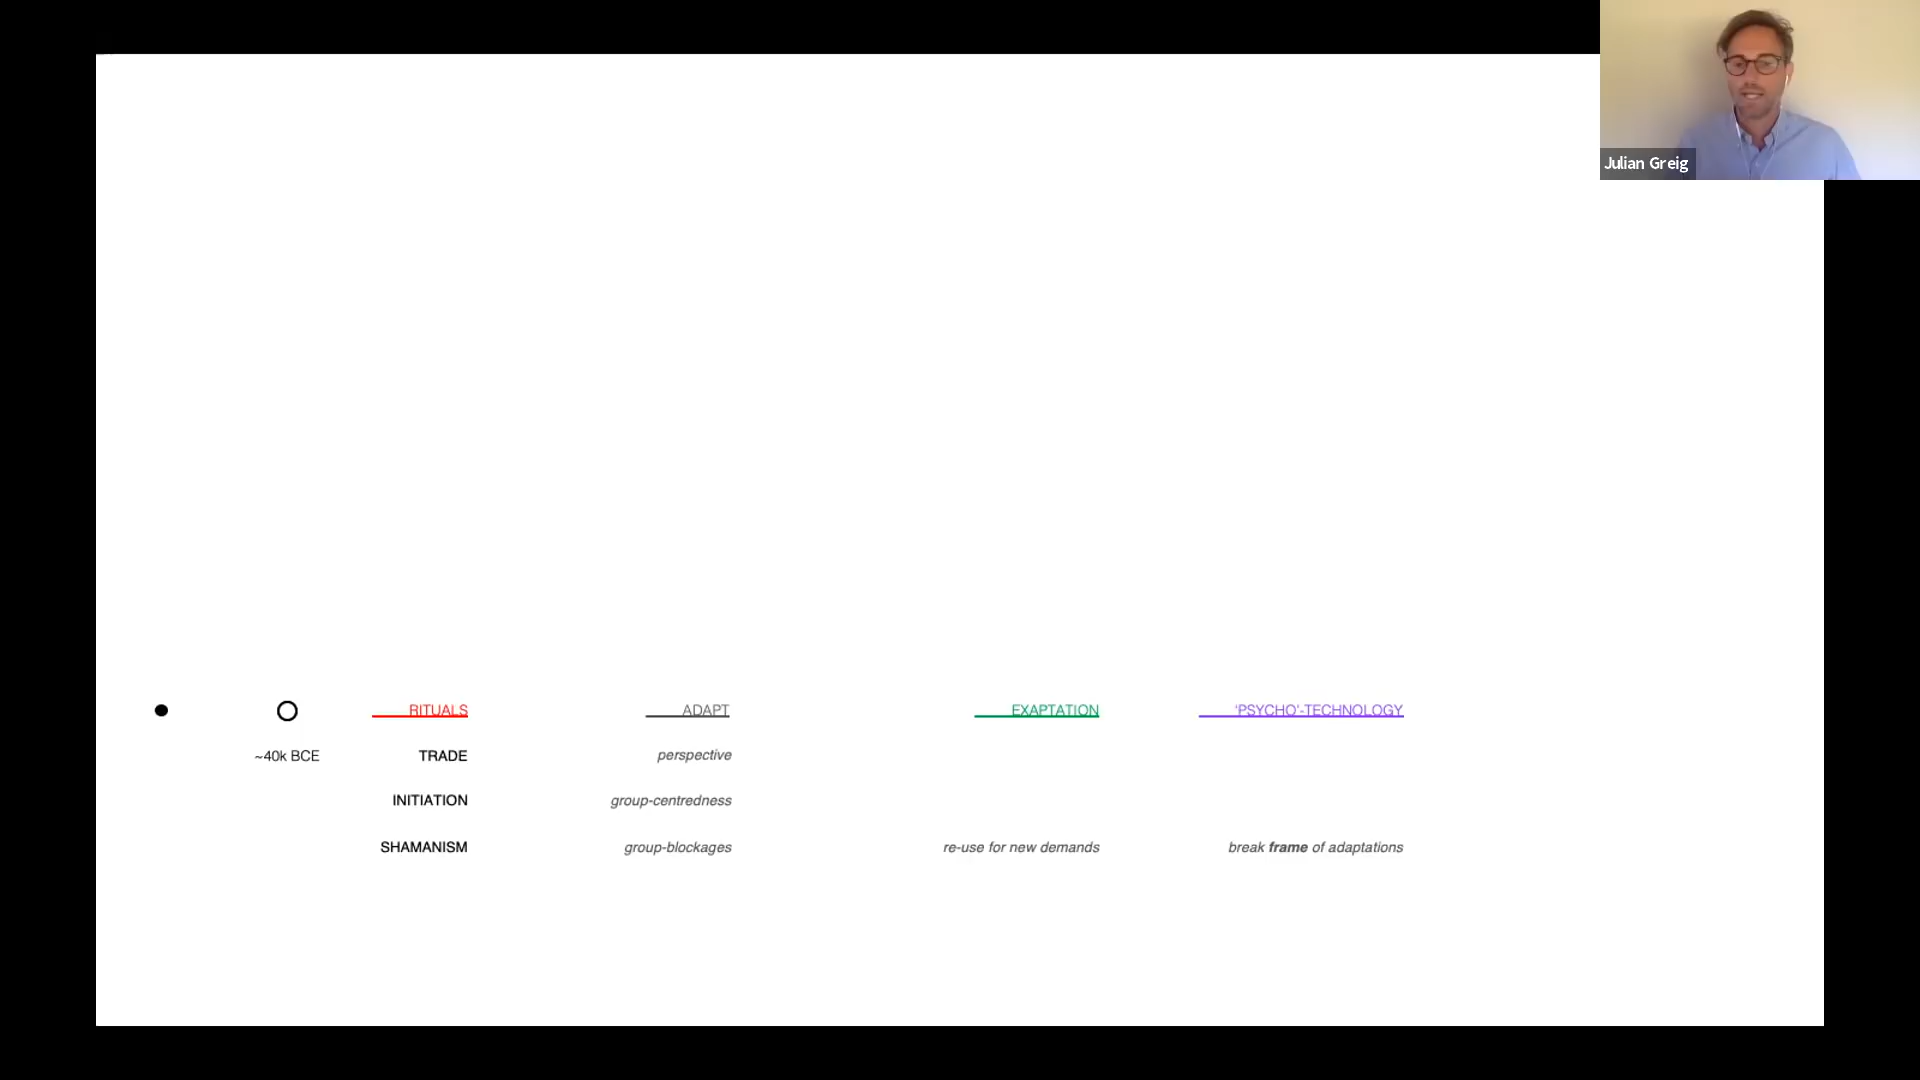 Julian Greig
RITUALS ADAPT EXAPTATION 'PSYCHO'-TECHNOLOGY
~40k BCE TRADE perspective
INITIATION group-centredness
SHAMANISM group-blockages re-use for new demands break frame of adaptations